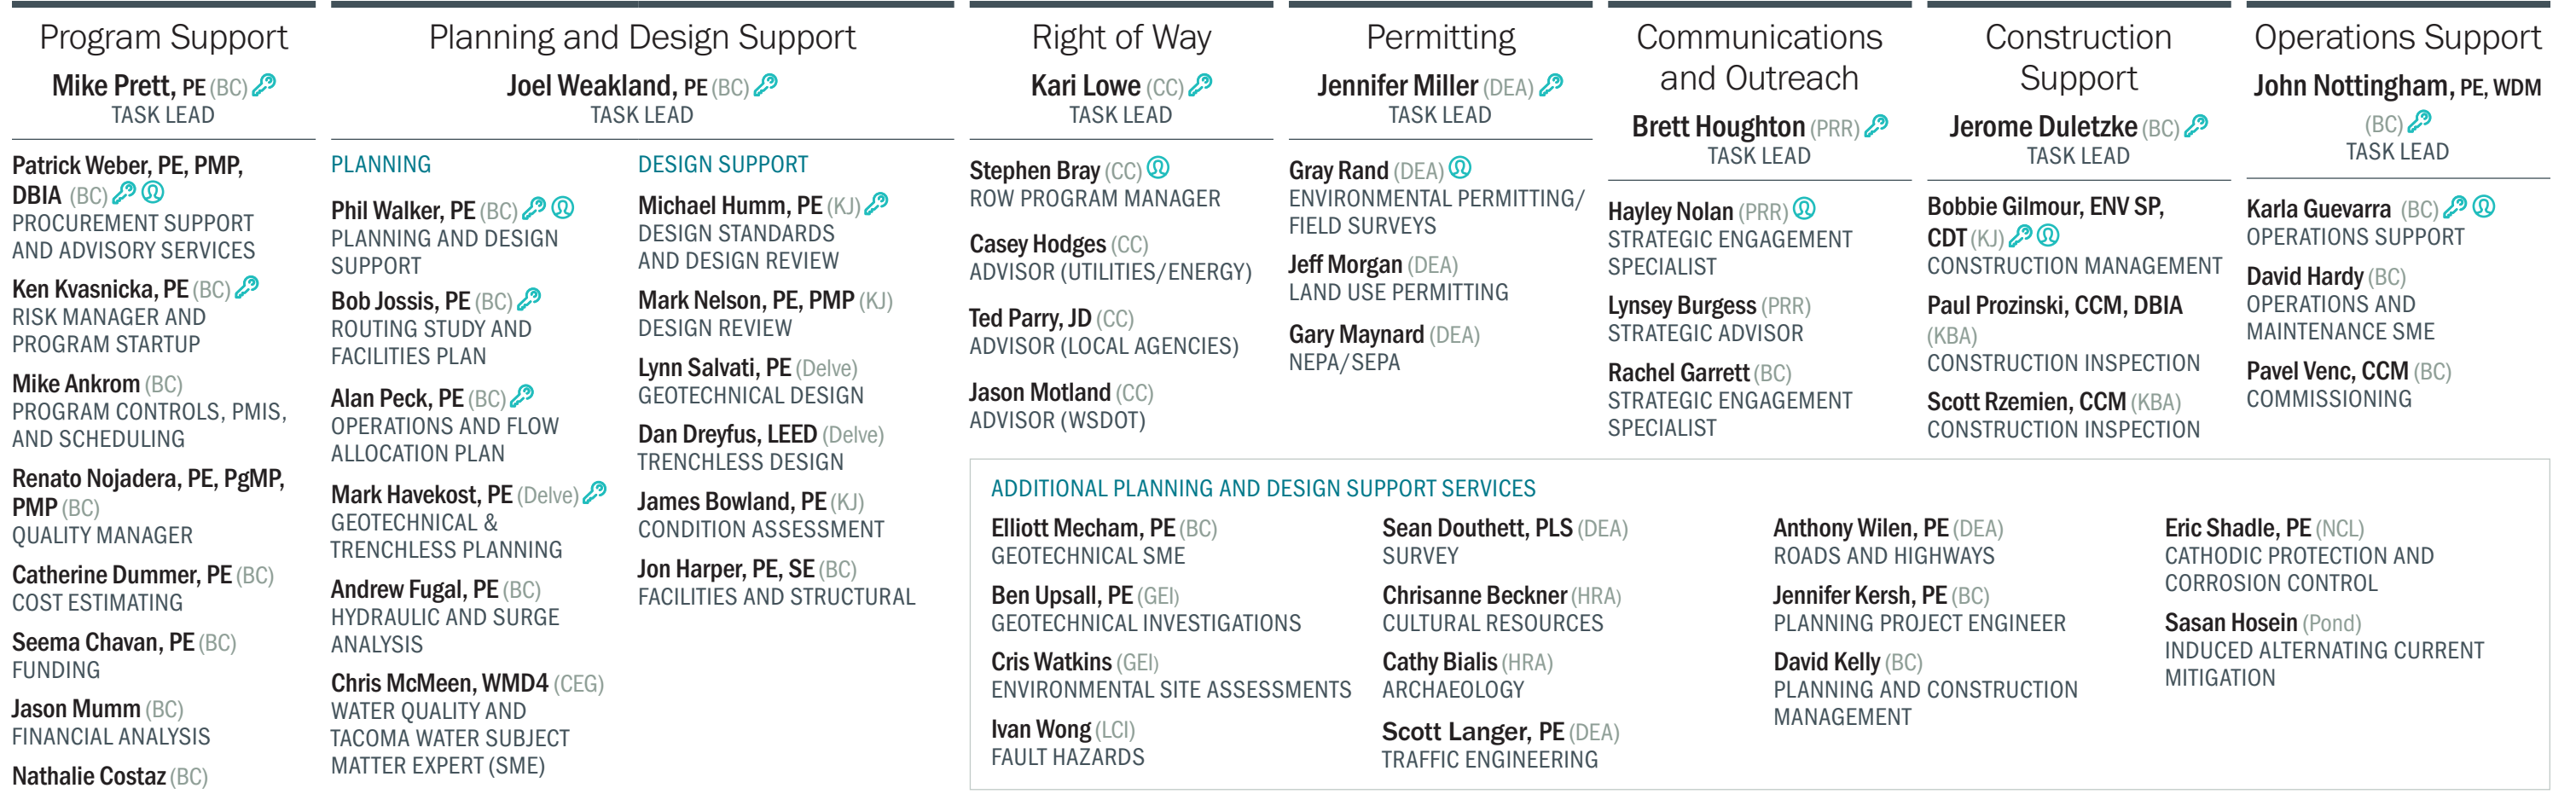 Program Support
Mike Prett, PE (BC)
TASK LEAD
Patrick Weber, PE, PMP,
DBIA (BC)
PROCUREMENT SUPPORT
AND ADVISORY SERVICES
Ken Kvasnicka, PE (BC)
RISK MANAGER AND
PROGRAM STARTUP
Mike Ankrom (BC)
PROGRAM CONTROLS, PMIS,
AND SCHEDULING
Renato Nojadera, PE, PgMP,
PMP (BC)
QUALITY MANAGER
Catherine Dummer, PE (BC)
COST ESTIMATING
Seema Chavan, PE (BC)
FUNDING
Jason Mumm (BC)
FINANCIAL ANALYSIS
Nathalie Costaz (BC)
Planning and Design Support
Joel Weakland, PE (BC)
TASK LEAD
PLANNING
Phil Walker, PE (BC)
PLANNING AND DESIGN
SUPPORT
Bob Jossis, PE (BC)
ROUTING STUDY AND
FACILITIES PLAN
Alan Peck, PE (BC)
OPERATIONS AND FLOW
ALLOCATION PLAN
Mark Havekost, PE (Delve)
GEOTECHNICAL &
TRENCHLESS PLANNING
Andrew Fugal, PE (BC)
HYDRAULIC AND SURGE
ANALYSIS
Chris McMeen, WMD4 (CEG)
WATER QUALITY AND
TACOMA WATER SUBJECT
MATTER EXPERT (SME)
DESIGN SUPPORT
Michael Humm, PE (KJ)
DESIGN STANDARDS
AND DESIGN REVIEW
Mark Nelson, PE, PMP (KJ)
DESIGN REVIEW
Lynn Salvati, PE (Delve)
GEOTECHNICAL DESIGN
Dan Dreyfus, LEED (Delve)
TRENCHLESS DESIGN
James Bowland, PE (KJ)
CONDITION ASSESSMENT
Jon Harper, PE, SE (BC)
FACILITIES AND STRUCTURAL
Right of Way
Kari Lowe (CC)
TASK LEAD
Stephen Bray (CC)
ROW PROGRAM MANAGER
Casey Hodges (CC)
ADVISOR (UTILITIES/ENERGY)
Ted Parry, JD (CC)
ADVISOR (LOCAL AGENCIES)
Jason Motland (CC)
ADVISOR (WSDOT)
Permitting
Jennifer Miller (DEA)
TASK LEAD
Gray Rand (DEA)
ENVIRONMENTAL PERMITTING/
FIELD SURVEYS
Jeff Morgan (DEA)
LAND USE PERMITTING
Gary Maynard (DEA)
NEPA/SEPA
Communications
and Outreach
Brett Houghton (PRR)
TASK LEAD
Hayley Nolan (PRR)
STRATEGIC ENGAGEMENT
SPECIALIST
Lynsey Burgess (PRR)
STRATEGIC ADVISOR
Rachel Garrett (BC)
STRATEGIC ENGAGEMENT
SPECIALIST
Construction
Support
Jerome Duletzke (BC)
TASK LEAD
Bobbie Gilmour, ENV SP,
CDT (KJ)
CONSTRUCTION MANAGEMENT
Paul Prozinski, CCM, DBIA
(KBA)
CONSTRUCTION INSPECTION
Scott Rzemien, CCM (KBA)
CONSTRUCTION INSPECTION
Operations Support
John Nottingham, PE, WDM
(BC)
TASK LEAD
Karla Guevarra (BC)
OPERATIONS SUPPORT
David Hardy (BC)
OPERATIONS AND
MAINTENANCE SME
Pavel Venc, CCM (BC)
COMMISSIONING
ADDITIONAL PLANNING AND DESIGN SUPPORT SERVICES
Elliott Mecham, PE (BC)
GEOTECHNICAL SME
Ben Upsall, PE (GEI)
GEOTECHNICAL INVESTIGATIONS
Cris Watkins (GEI)
ENVIRONMENTAL SITE ASSESSMENTS
Ivan Wong (LCI)
FAULT HAZARDS
Sean Douthett, PLS (DEA)
SURVEY
Chrisanne Beckner (HRA)
CULTURAL RESOURCES
Cathy Bialis (HRA)
ARCHAEOLOGY
Scott Langer, PE (DEA)
TRAFFIC ENGINEERING
Anthony Wilen, PE (DEA)
ROADS AND HIGHWAYS
Jennifer Kersh, PE (BC)
PLANNING PROJECT ENGINEER
David Kelly (BC)
PLANNING AND CONSTRUCTION
MANAGEMENT
Eric Shadle, PE (NCL)
CATHODIC PROTECTION AND
CORROSION CONTROL
Sasan Hosein (Pond)
INDUCED ALTERNATING CURRENT
MITIGATION